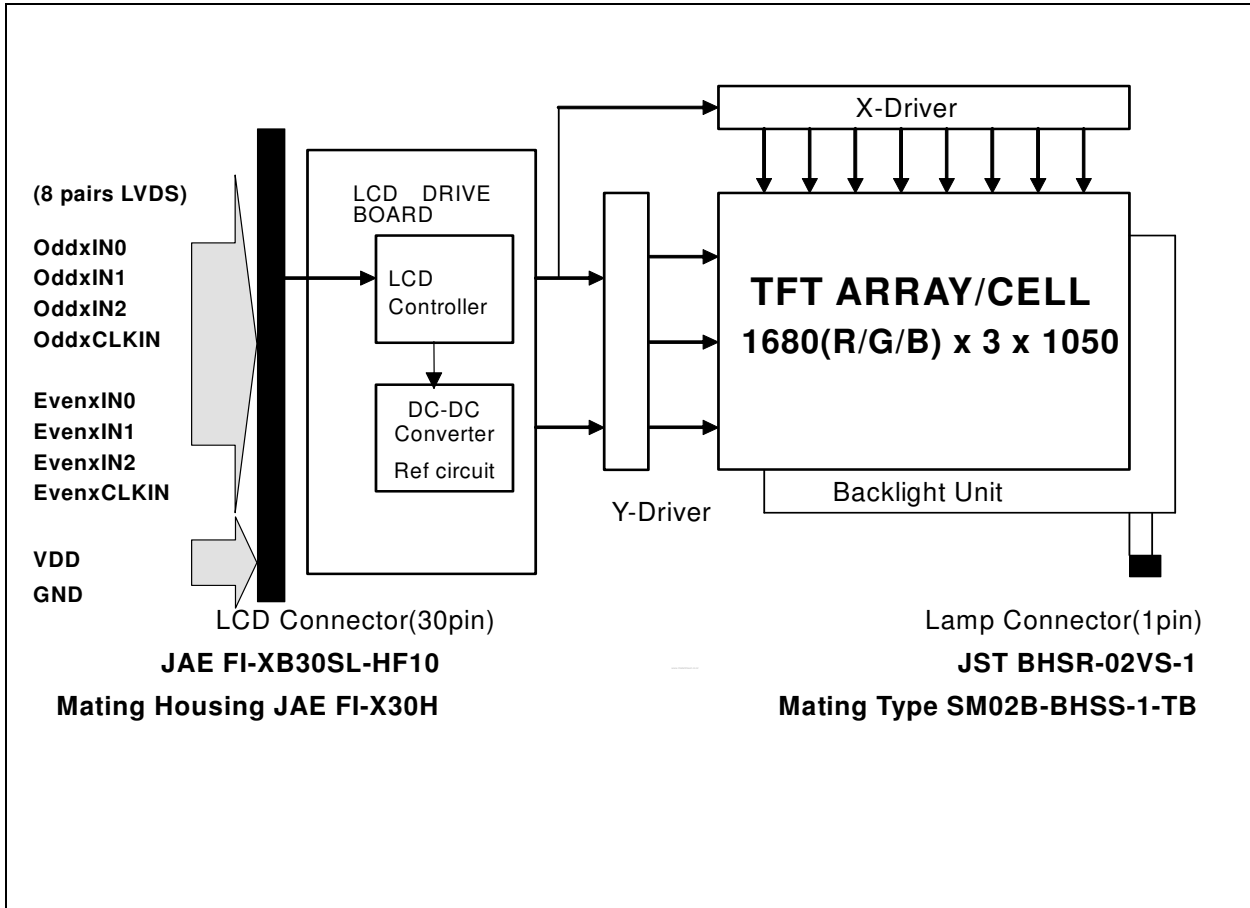 X-Driver
(8 pairs LVDS)
OddxIN0
OddxIN1
OddxIN2
OddxCLKIN
EvenxIN0
EvenxIN1
EvenxIN2
EvenxCLKIN
VDD
GND
LCD DRIVE
BOARD
LCD
Controller
DC-DC
Converter
Ref circuit
Y-Driver
TFT ARRAY/CELL
1680(R/G/B) x 3 x 1050
Backlight Unit
LCD Connector(30pin)
JAE FI-XB30SL-HF10
Mating Housing JAE FI-X30H
Lamp Connector(1pin)
JST BHSR-02VS-1
Mating Type SM02B-BHSS-1-TB